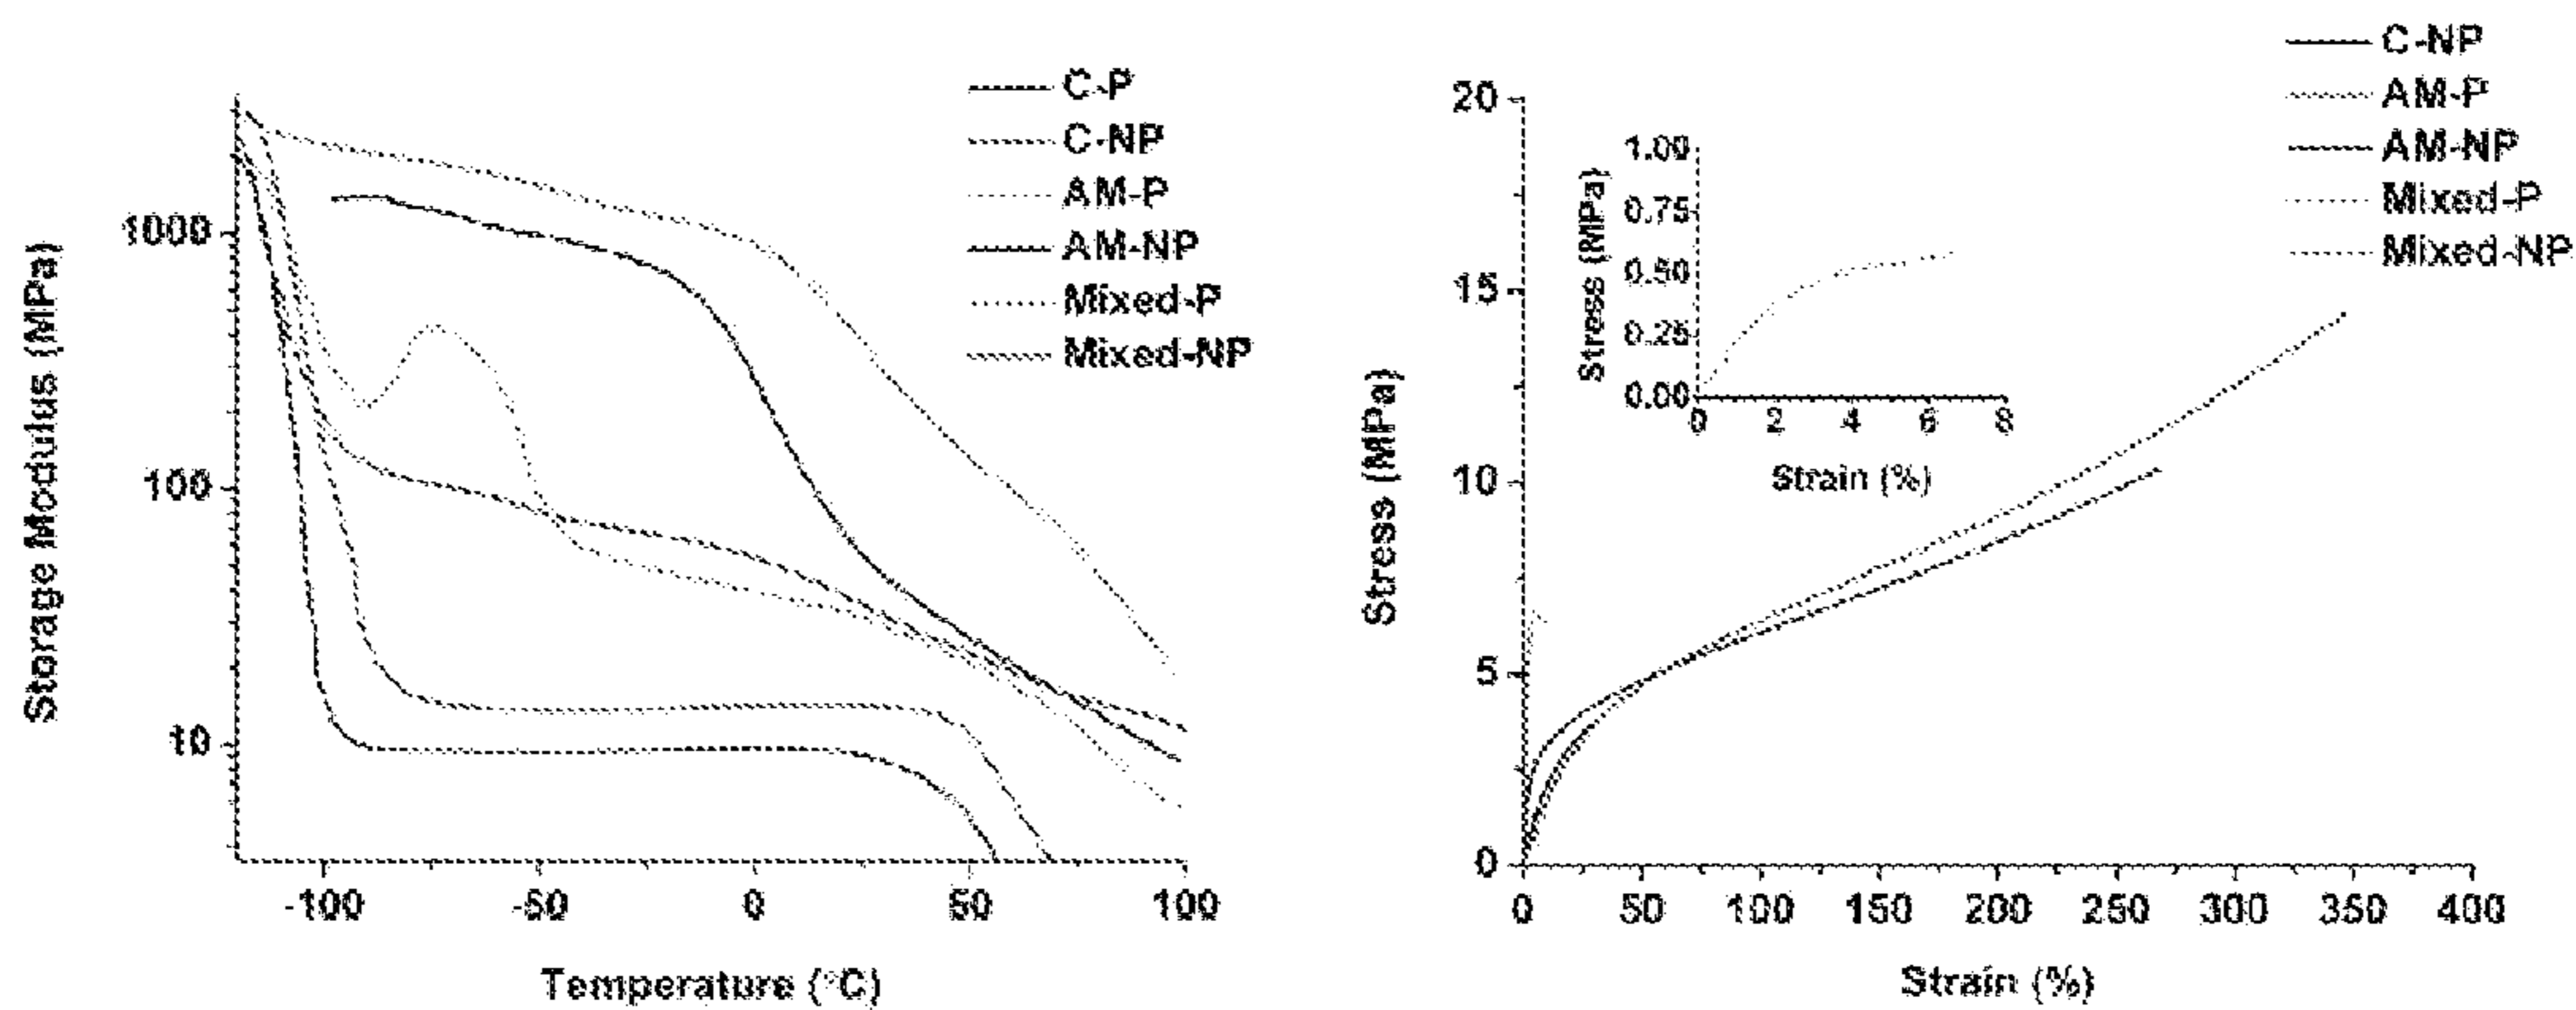 C-P
C-NP
AM-P
AM-NP
Mixed-P
Mixed-NP
1000
100
10
Storage Modulus (MPa)
-100 -50 0 50 100
Temperature (°C)
C-NP
AM-P
AM-NP
Mixed-P
Mixed-NP
20
15
10
5
0
Stress (MPa)
0 50 100 150 200 250 300 350 400
Strain (%)
1.00
0.75
0.50
0.25
0.00
Stress (MPa)
0 2 4 6 8
Strain (%)